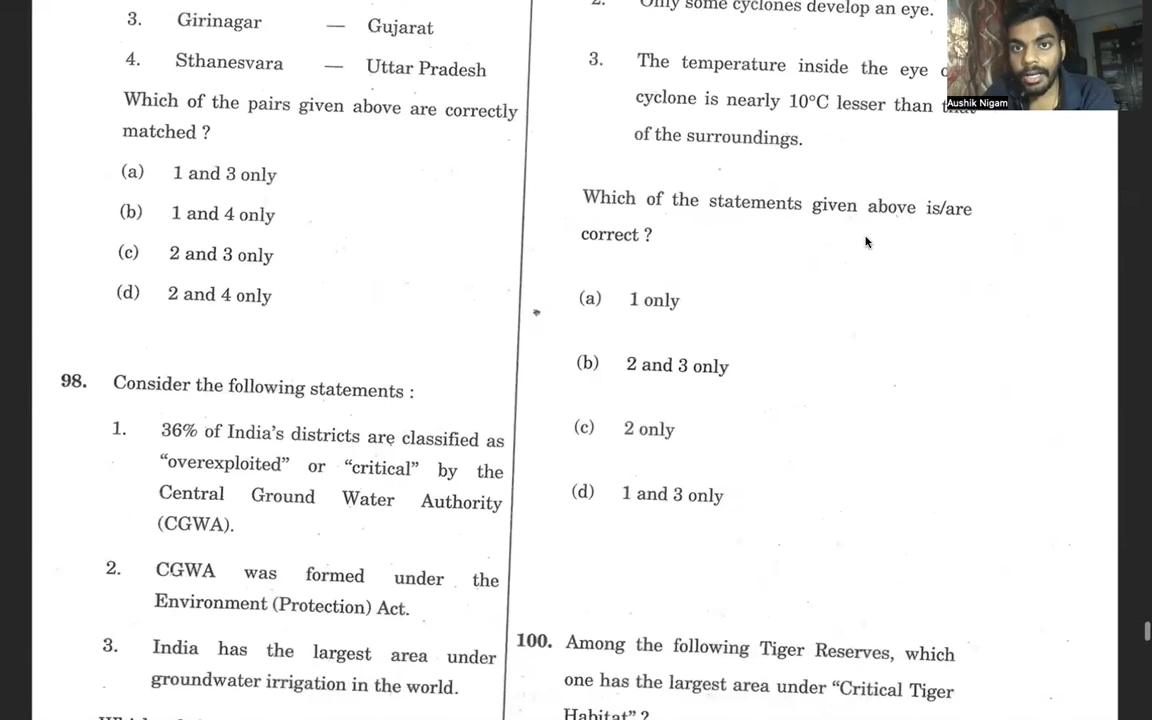 3. Girinagar — Gujarat
4. Sthanesvara — Uttar Pradesh
Which of the pairs given above are correctly
matched ?
(a) 1 and 3 only
(b) 1 and 4 only
(c) 2 and 3 only
(d) 2 and 4 only
98. Consider the following statements :
1. 36% of India's districts are classified as
"overexploited" or "critical" by the
Central Ground Water Authority
(CGWA).
2. CGWA was formed under the
Environment (Protection) Act.
3. India has the largest area under
groundwater irrigation in the world.
2. Only some cyclones develop an eye.
3. The temperature inside the eye
cyclone is nearly 10°C lesser than that
of the surroundings.
Which of the statements given above is/are
correct ?
(a) 1 only
(b) 2 and 3 only
(c) 2 only
(d) 1 and 3 only
100. Among the following Tiger Reserves, which
one has the largest area under "Critical Tiger
Habitat" ?
Aushik Nigam